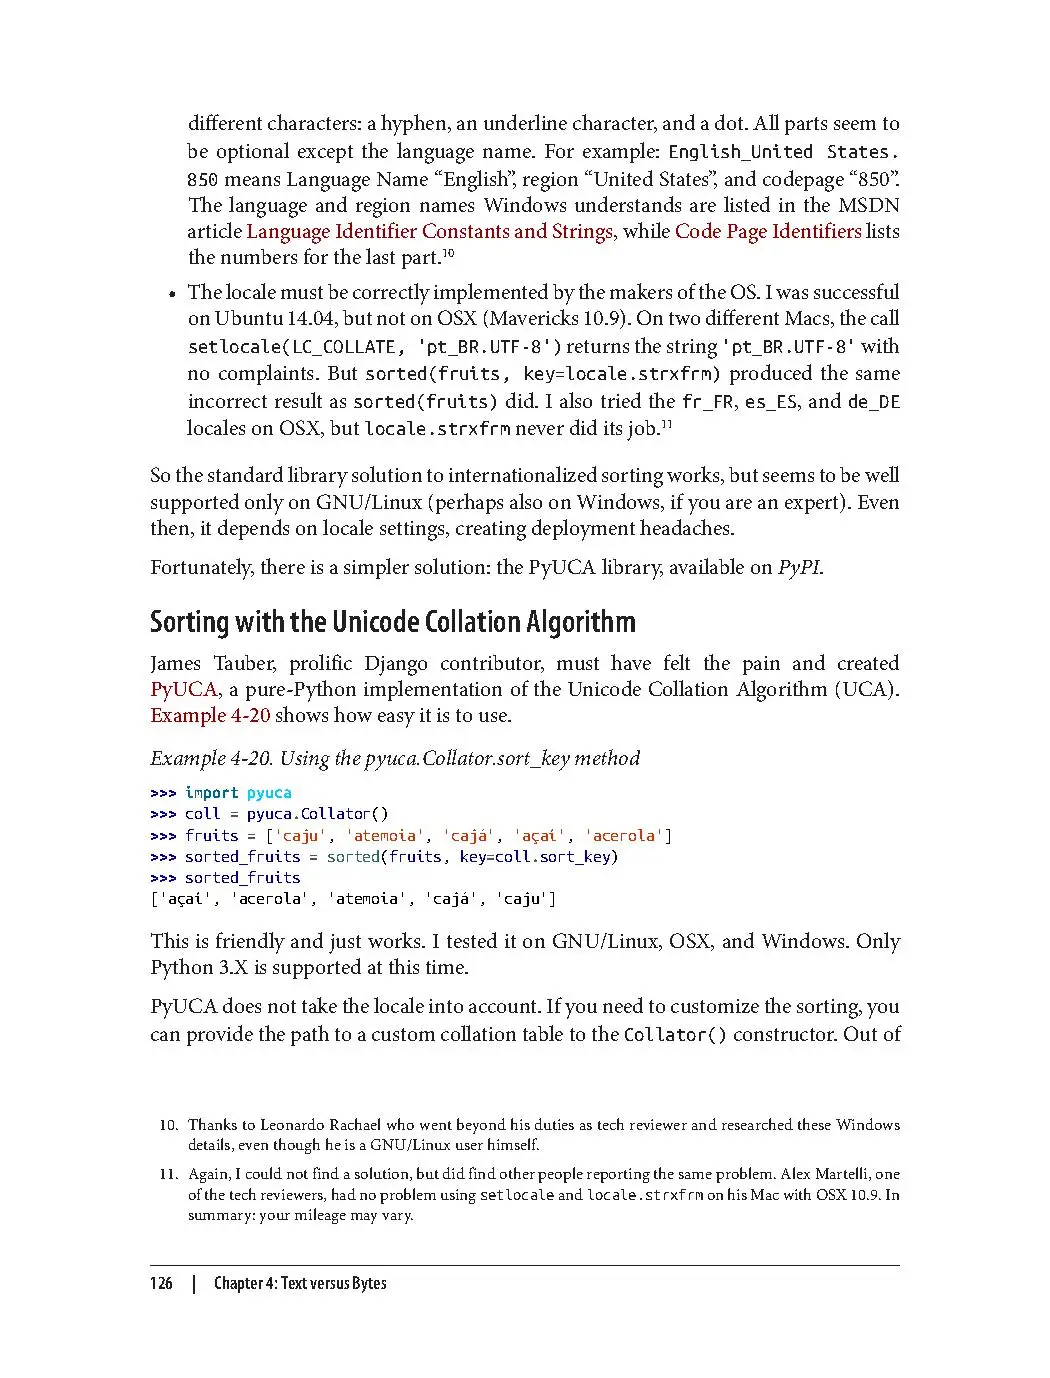 different characters: a hyphen, an underline character, and a dot. All parts seem to
be optional except the language name. For example: English_United States.
850 means Language Name “English”, region “United States”, and codepage “850”.
The language and region names Windows understands are listed in the MSDN
article Language Identifier Constants and Strings, while Code Page Identifiers lists
the numbers for the last part.¹⁰
• The locale must be correctly implemented by the makers of the OS. I was successful
on Ubuntu 14.04, but not on OSX (Mavericks 10.9). On two different Macs, the call
setlocale(LC_COLLATE, 'pt_BR.UTF-8') returns the string 'pt_BR.UTF-8' with
no complaints. But sorted(fruits, key=locale.strxfrm) produced the same
incorrect result as sorted(fruits) did. I also tried the fr_FR, es_ES, and de_DE
locales on OSX, but locale.strxfrm never did its job.¹¹
So the standard library solution to internationalized sorting works, but seems to be well
supported only on GNU/Linux (perhaps also on Windows, if you are an expert). Even
then, it depends on locale settings, creating deployment headaches.
Fortunately, there is a simpler solution: the PyUCA library, available on PyPI.
Sorting with the Unicode Collation Algorithm
James Tauber, prolific Django contributor, must have felt the pain and created
PyUCA, a pure-Python implementation of the Unicode Collation Algorithm (UCA).
Example 4-20 shows how easy it is to use.
Example 4-20. Using the pyuca.Collator.sort_key method
>>> import pyuca
>>> coll = pyuca.Collator()
>>> fruits = ['caju', 'atemoia', 'cajá', 'açaí', 'acerola']
>>> sorted_fruits = sorted(fruits, key=coll.sort_key)
>>> sorted_fruits
['açaí', 'acerola', 'atemoia', 'cajá', 'caju']
This is friendly and just works. I tested it on GNU/Linux, OSX, and Windows. Only
Python 3.X is supported at this time.
PyUCA does not take the locale into account. If you need to customize the sorting, you
can provide the path to a custom collation table to the Collator() constructor. Out of
10. Thanks to Leonardo Rachael who went beyond his duties as tech reviewer and researched these Windows
details, even though he is a GNU/Linux user himself.
11. Again, I could not find a solution, but did find other people reporting the same problem. Alex Martelli, one
of the tech reviewers, had no problem using setlocale and locale.strxfrm on his Mac with OSX 10.9. In
summary: your mileage may vary.
126 | Chapter 4: Text versus Bytes